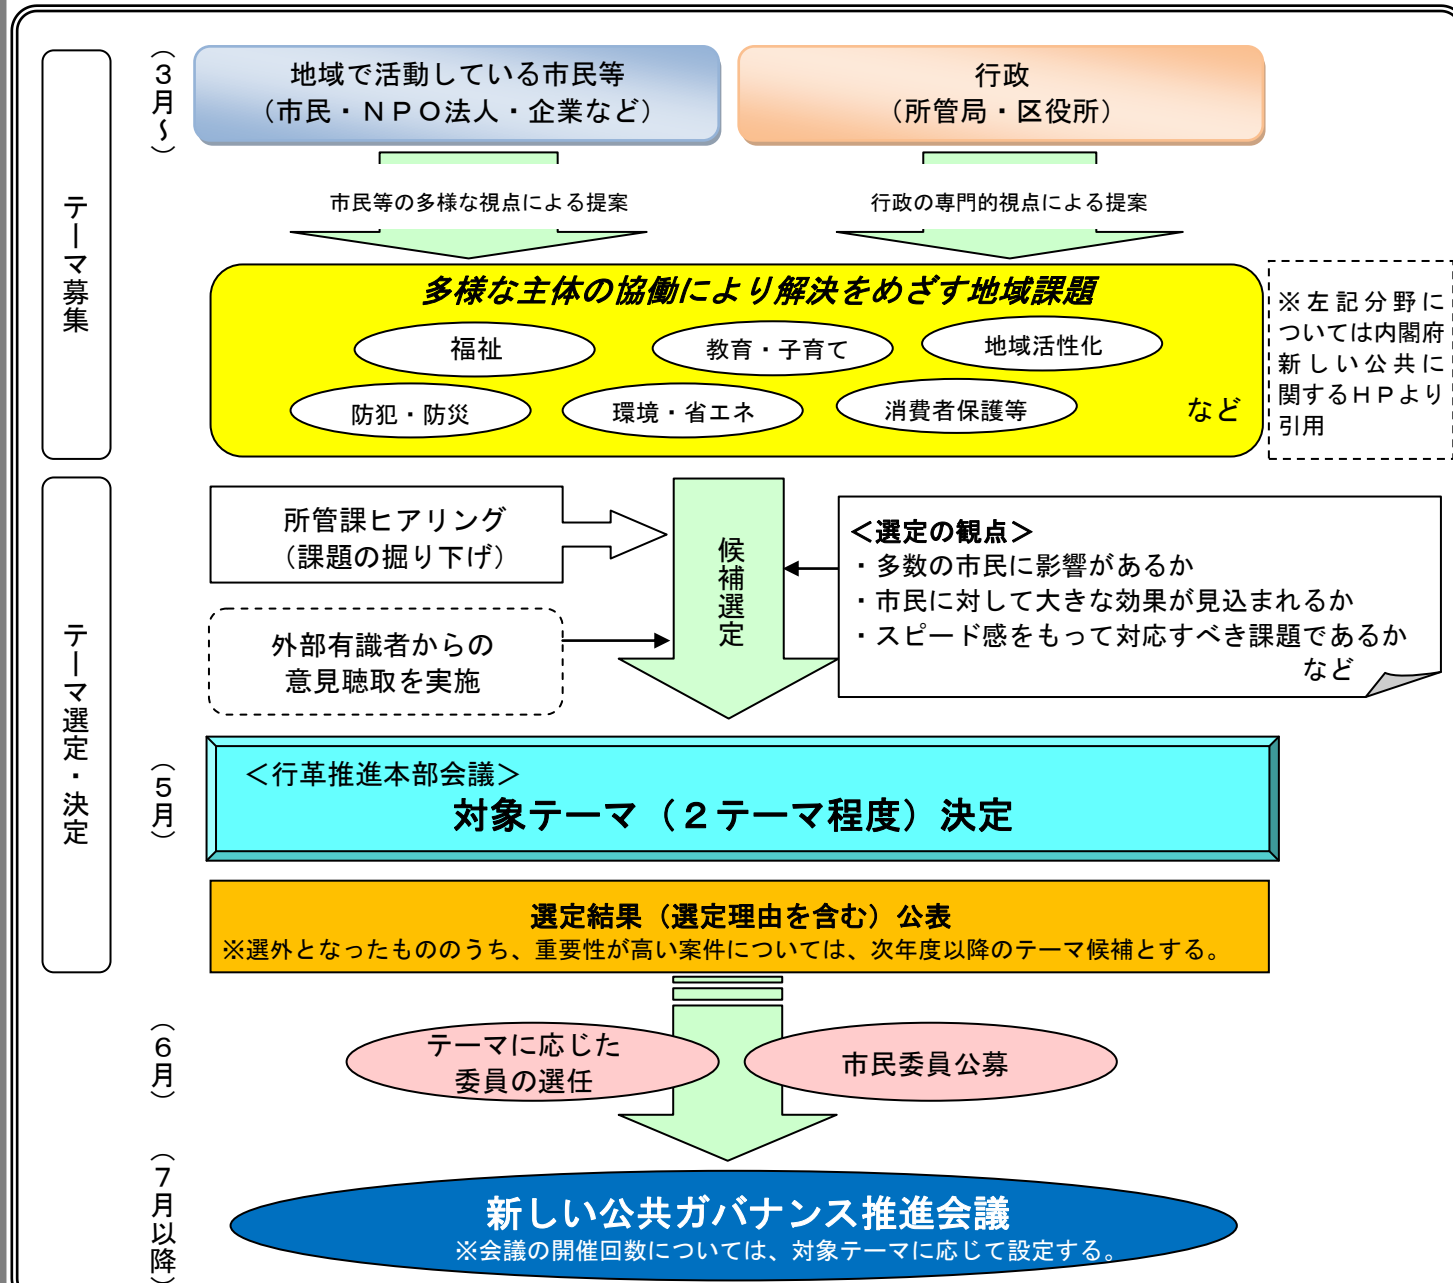 テーマ募集
（３月～）
地域で活動している市民等
（市民・ＮＰＯ法人・企業など）
行政
（所管局・区役所）
市民等の多様な視点による提案
行政の専門的視点による提案
多様な主体の協働により解決をめざす地域課題
福祉
教育・子育て
地域活性化
防犯・防災
環境・省エネ
消費者保護等
など
※左記分野に
ついては内閣府
新しい公共に
関するＨＰより
引用
テーマ選定・決定
所管課ヒアリング
（課題の掘り下げ）
外部有識者からの
意見聴取を実施
候補選定
＜選定の観点＞
・多数の市民に影響があるか
・市民に対して大きな効果が見込まれるか
・スピード感をもって対応すべき課題であるか
など
（５月）
＜行革推進本部会議＞
対象テーマ（２テーマ程度）決定
選定結果（選定理由を含む）公表
※選外となったもののうち、重要性が高い案件については、次年度以降のテーマ候補とする。
（６月）
テーマに応じた
委員の選任
市民委員公募
（７月以降）
新しい公共ガバナンス推進会議
※会議の開催回数については、対象テーマに応じて設定する。